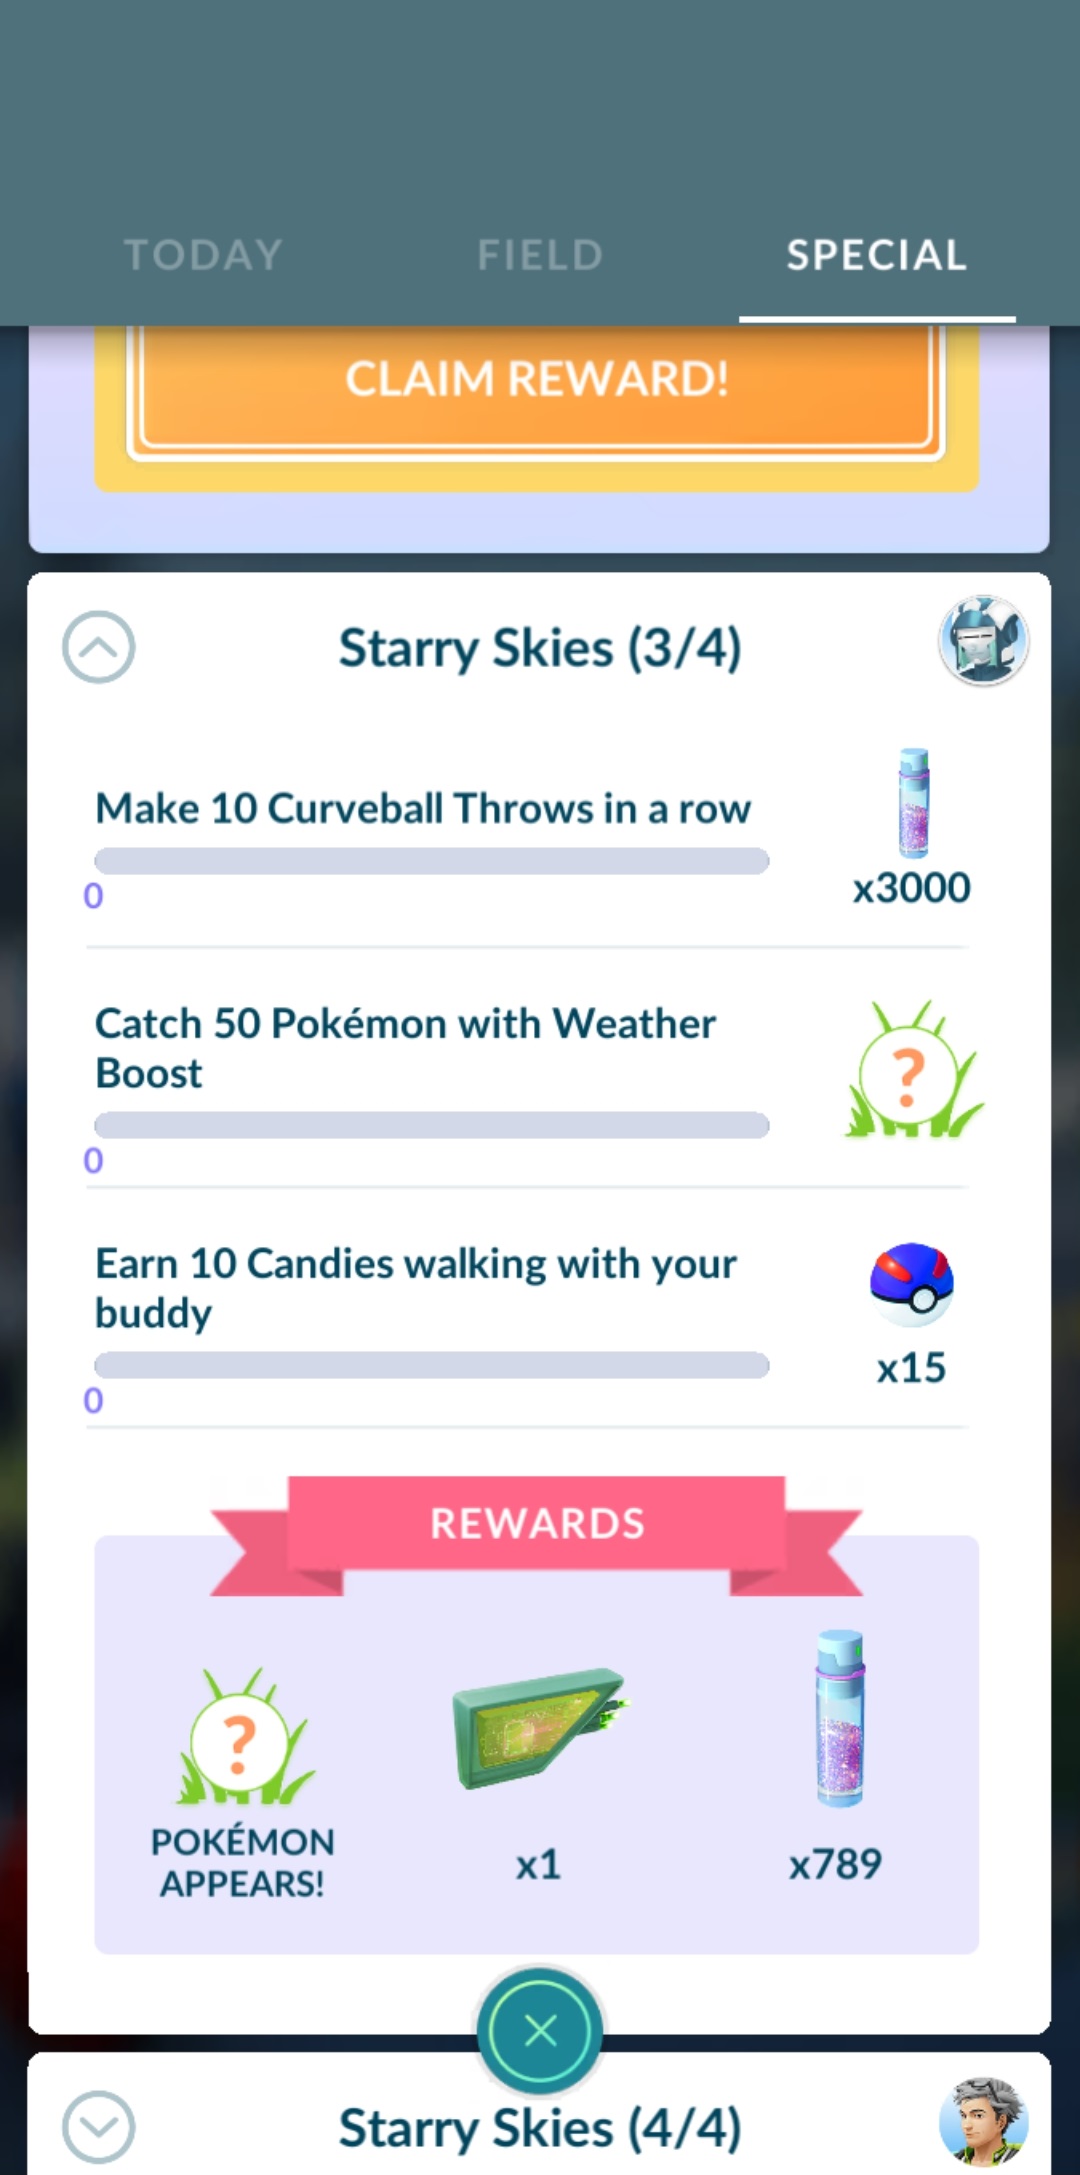 TODAY FIELD SPECIAL
CLAIM REWARD!
Starry Skies (3/4)
Make 10 Curveball Throws in a row
0
x3000
Catch 50 Pokémon with Weather
Boost
0
?
Earn 10 Candies walking with your
buddy
0
x15
REWARDS
?
POKÉMON
APPEARS!
x1
x789
Starry Skies (4/4)